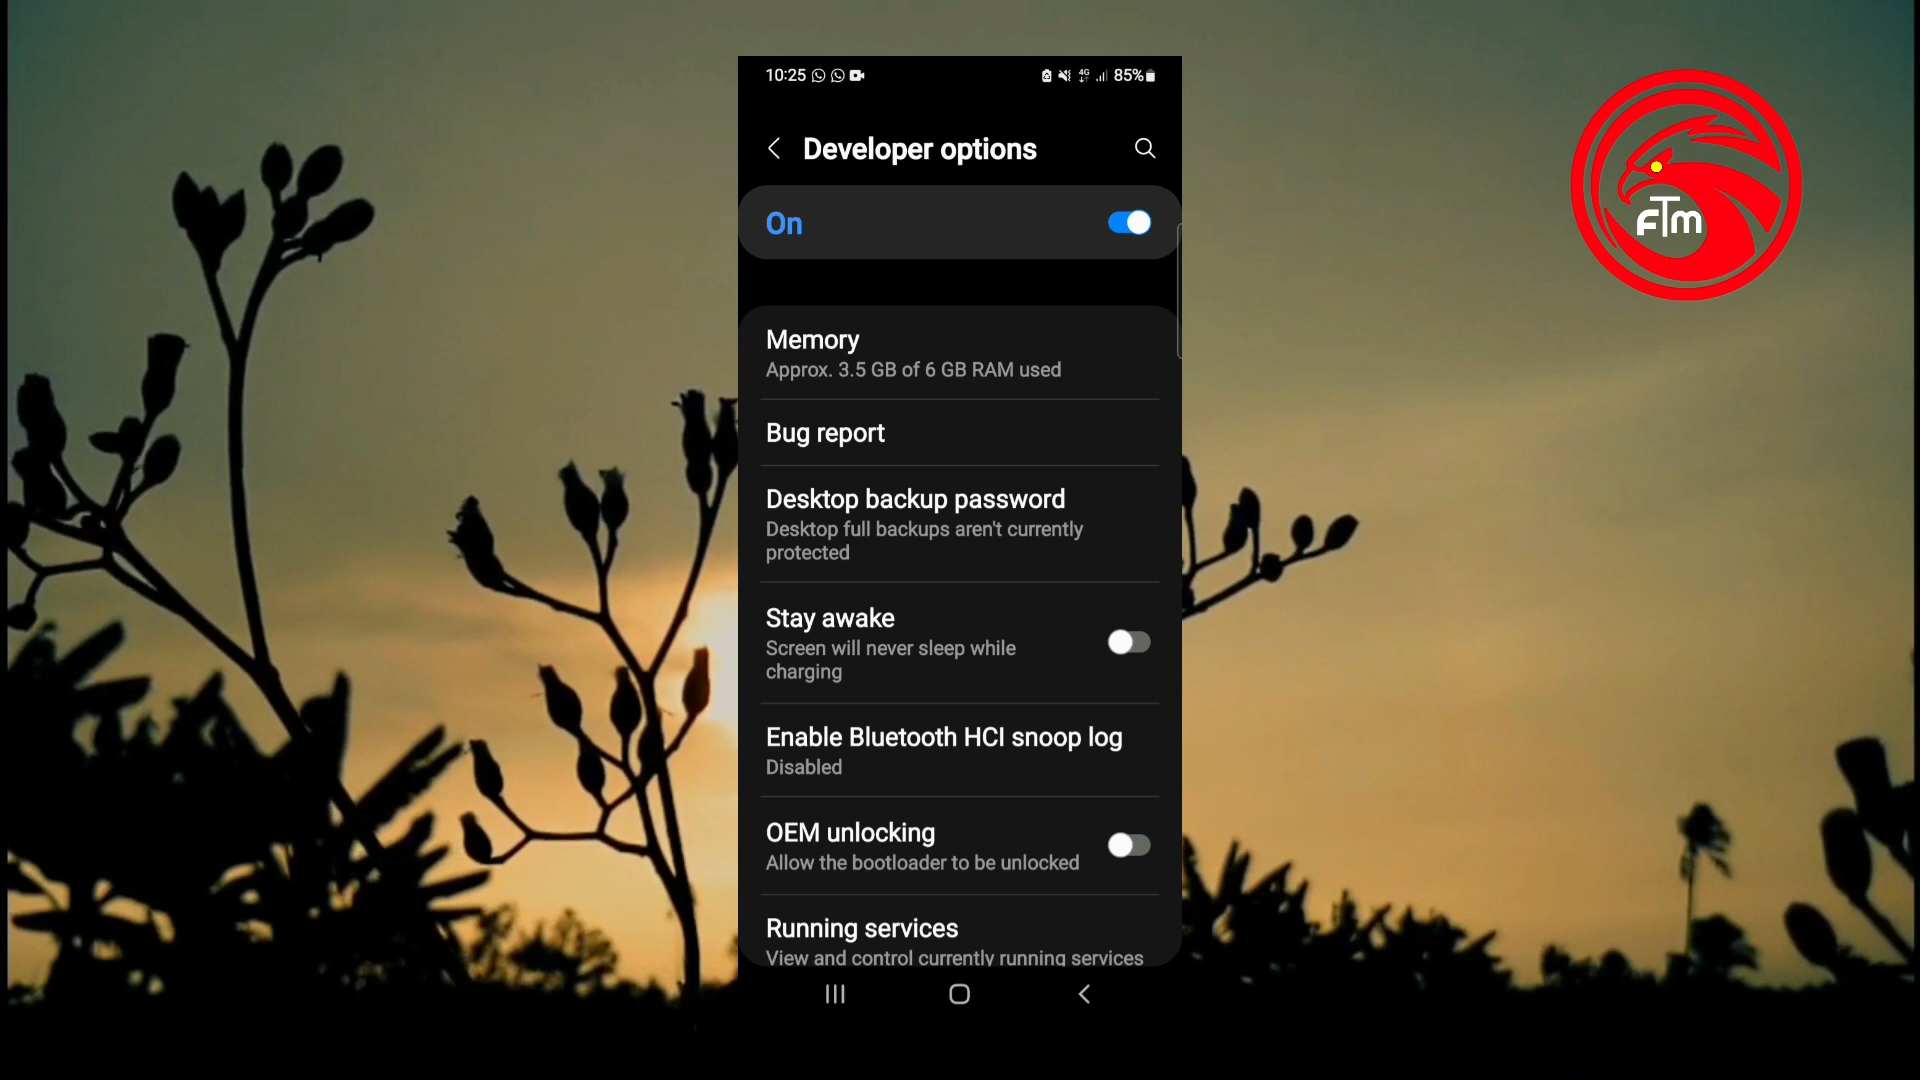 10:25
4G
85%
Developer options
On
Memory
Approx. 3.5 GB of 6 GB RAM used
Bug report
Desktop backup password
Desktop full backups aren't currently
protected
Stay awake
Screen will never sleep while
charging
Enable Bluetooth HCI snoop log
Disabled
OEM unlocking
Allow the bootloader to be unlocked
Running services
View and control currently running services
FTm